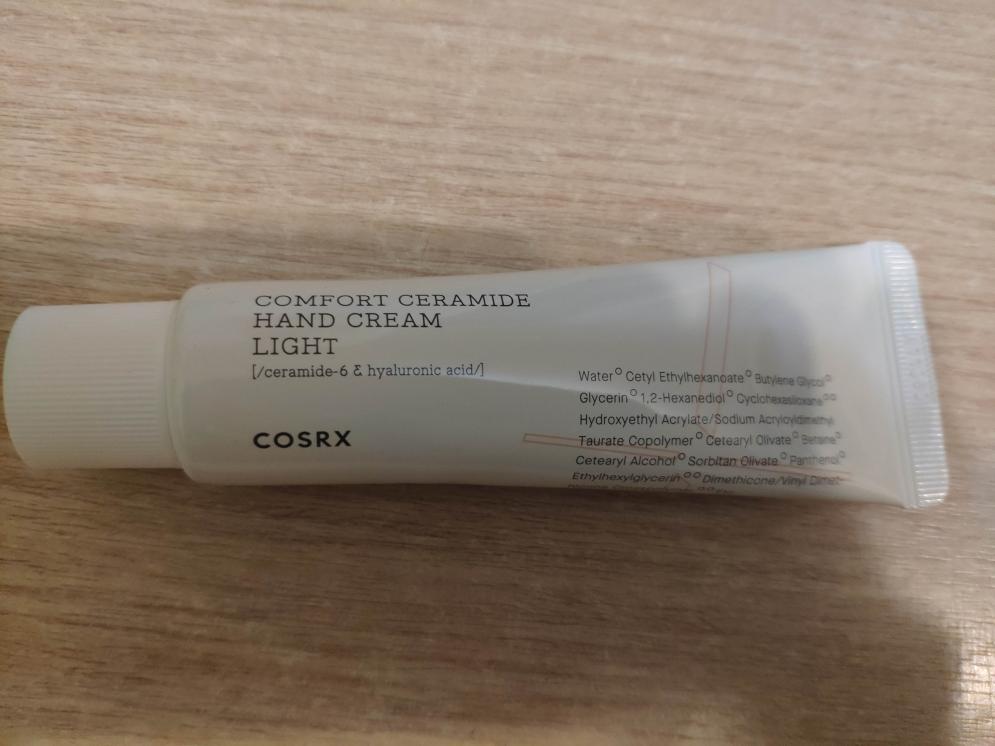 COMFORT CERAMIDE
HAND CREAM
LIGHT
[/ceramide-6 & hyaluronic acid/]
COSRX
Water° Cetyl Ethylhexanoate° Butylene Glycol°
Glycerin° 1,2-Hexanediol° Cyclohexasiloxane°°
Hydroxyethyl Acrylate/Sodium Acryloyldimethyl
Taurate Copolymer° Cetearyl Olivate° Betaine°
Cetearyl Alcohol° Sorbitan Olivate° Panthenol°
Ethylhexylglycerin°° Dimethicone/Vinyl Dimet-